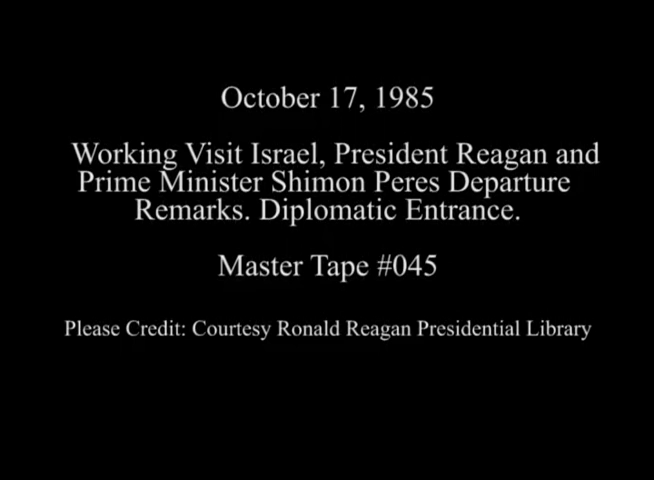 October 17, 1985
Working Visit Israel, President Reagan and
Prime Minister Shimon Peres Departure
Remarks. Diplomatic Entrance.
Master Tape #045
Please Credit: Courtesy Ronald Reagan Presidential Library